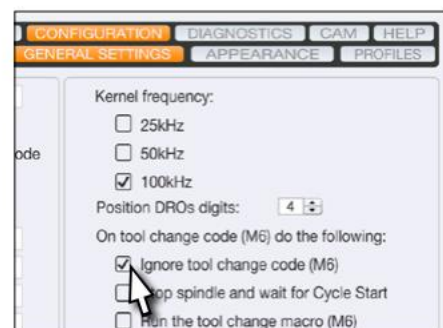 CONFIGURATION DIAGNOSTICS CAM HELP
GENERAL SETTINGS APPEARANCE PROFILES
Kernel frequency:
25kHz
ode
50kHz
100kHz
Position DROs digits: 4
On tool change code (M6) do the following:
Ignore tool change code (M6)
spindle and wait for Cycle Start
the tool change macro (M6)